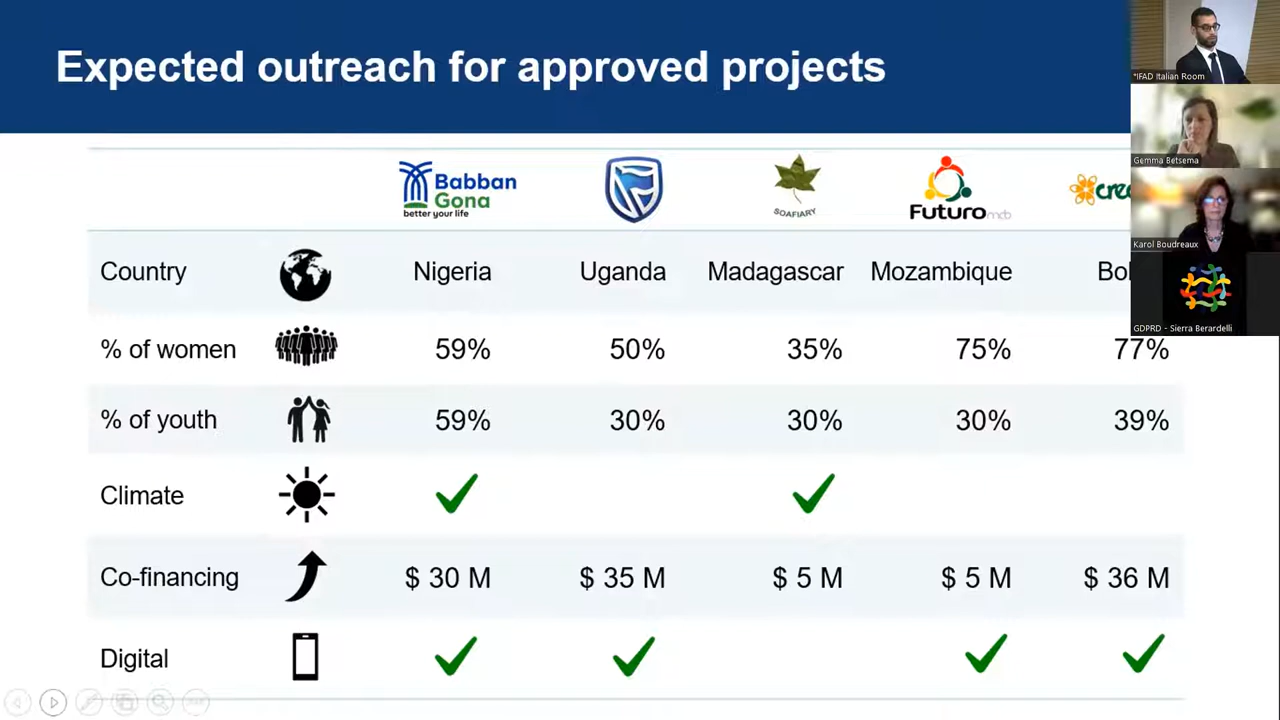 Expected outreach for approved projects
*IFAD Italian Room
Gemma Betsema
Karol Boudreaux
GDPRD - Sierra Berardelli
Babban
Gona
better your life
SOAFIARY
Futuro mcb
Country Nigeria Uganda Madagascar Mozambique
% of women 59% 50% 35% 75% 77%
% of youth 59% 30% 30% 30% 39%
Climate
Co-financing $ 30 M $ 35 M $ 5 M $ 5 M $ 36 M
Digital